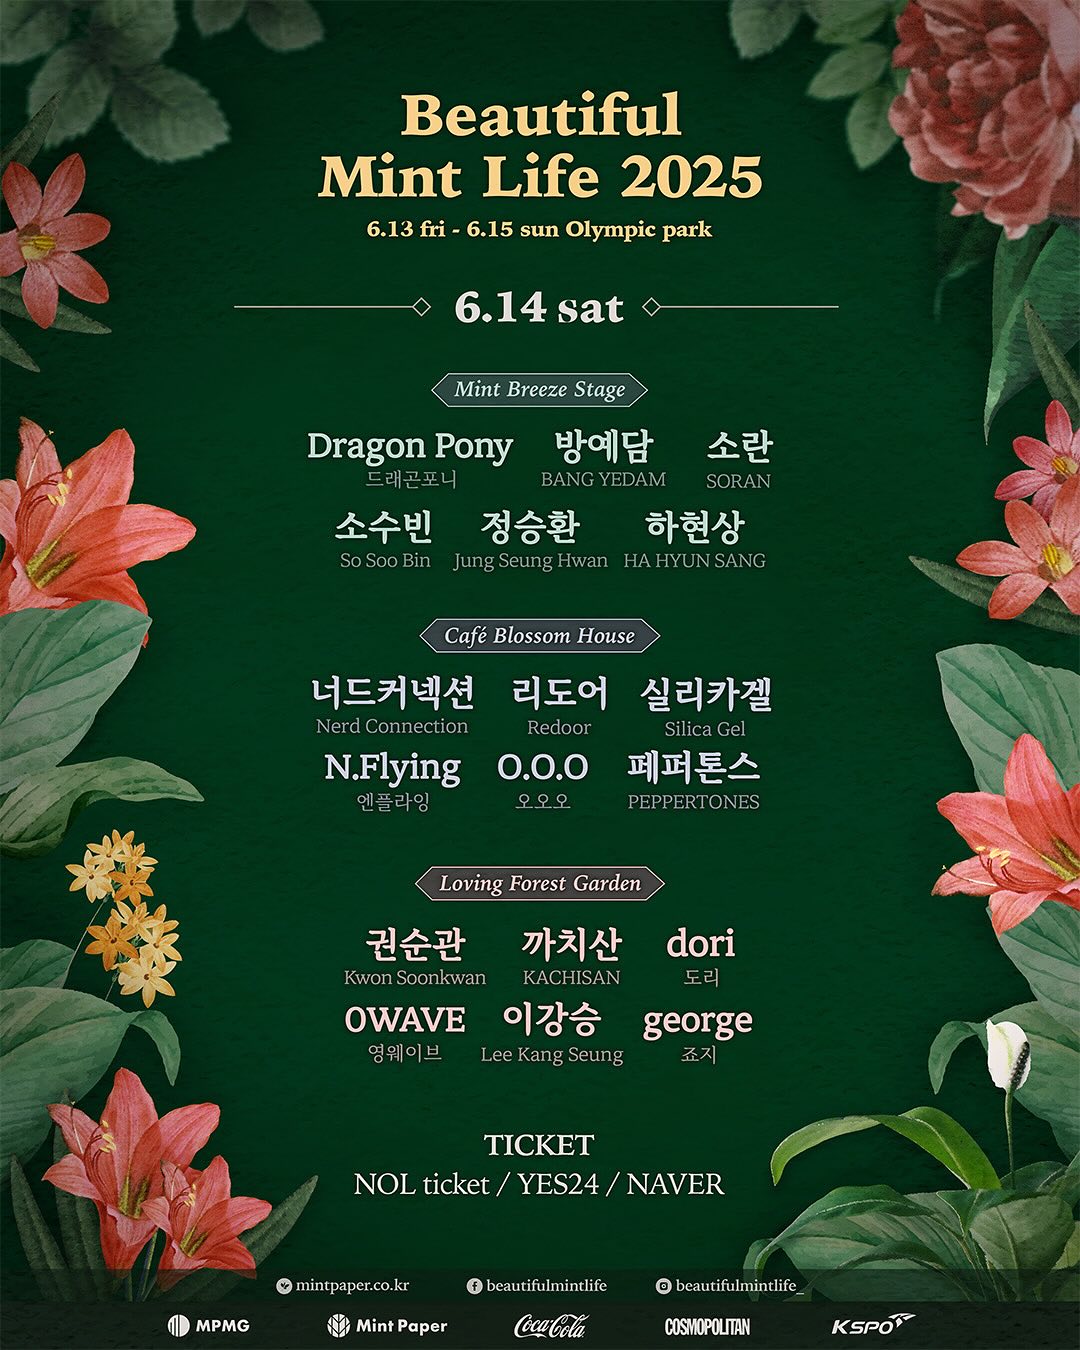 Beautiful
Mint Life 2025
6.13 fri - 6.15 sun Olympic park
6.14 sat
Mint Breeze Stage
Dragon Pony 방예담 소란
드래곤포니 BANG YEDAM SORAN
소수빈 정승환 하현상
So Soo Bin Jung Seung Hwan HA HYUN SANG
Café Blossom House
너드커넥션 리도어 실리카겔
Nerd Connection Redoor Silica Gel
N.Flying O.O.O 페퍼톤스
엔플라잉 오오오 PEPPERTONES
Loving Forest Garden
권순관 까치산 dori
Kwon Soonkwan KACHISAN 도리
0WAVE 이강승 george
영웨이브 Lee Kang Seung 죠지
TICKET
NOL ticket / YES24 / NAVER
mintpaper.co.kr beautifulmintlife beautifulmintlife_
MPMG Mint Paper Coca-Cola COSMOPOLITAN KSPO